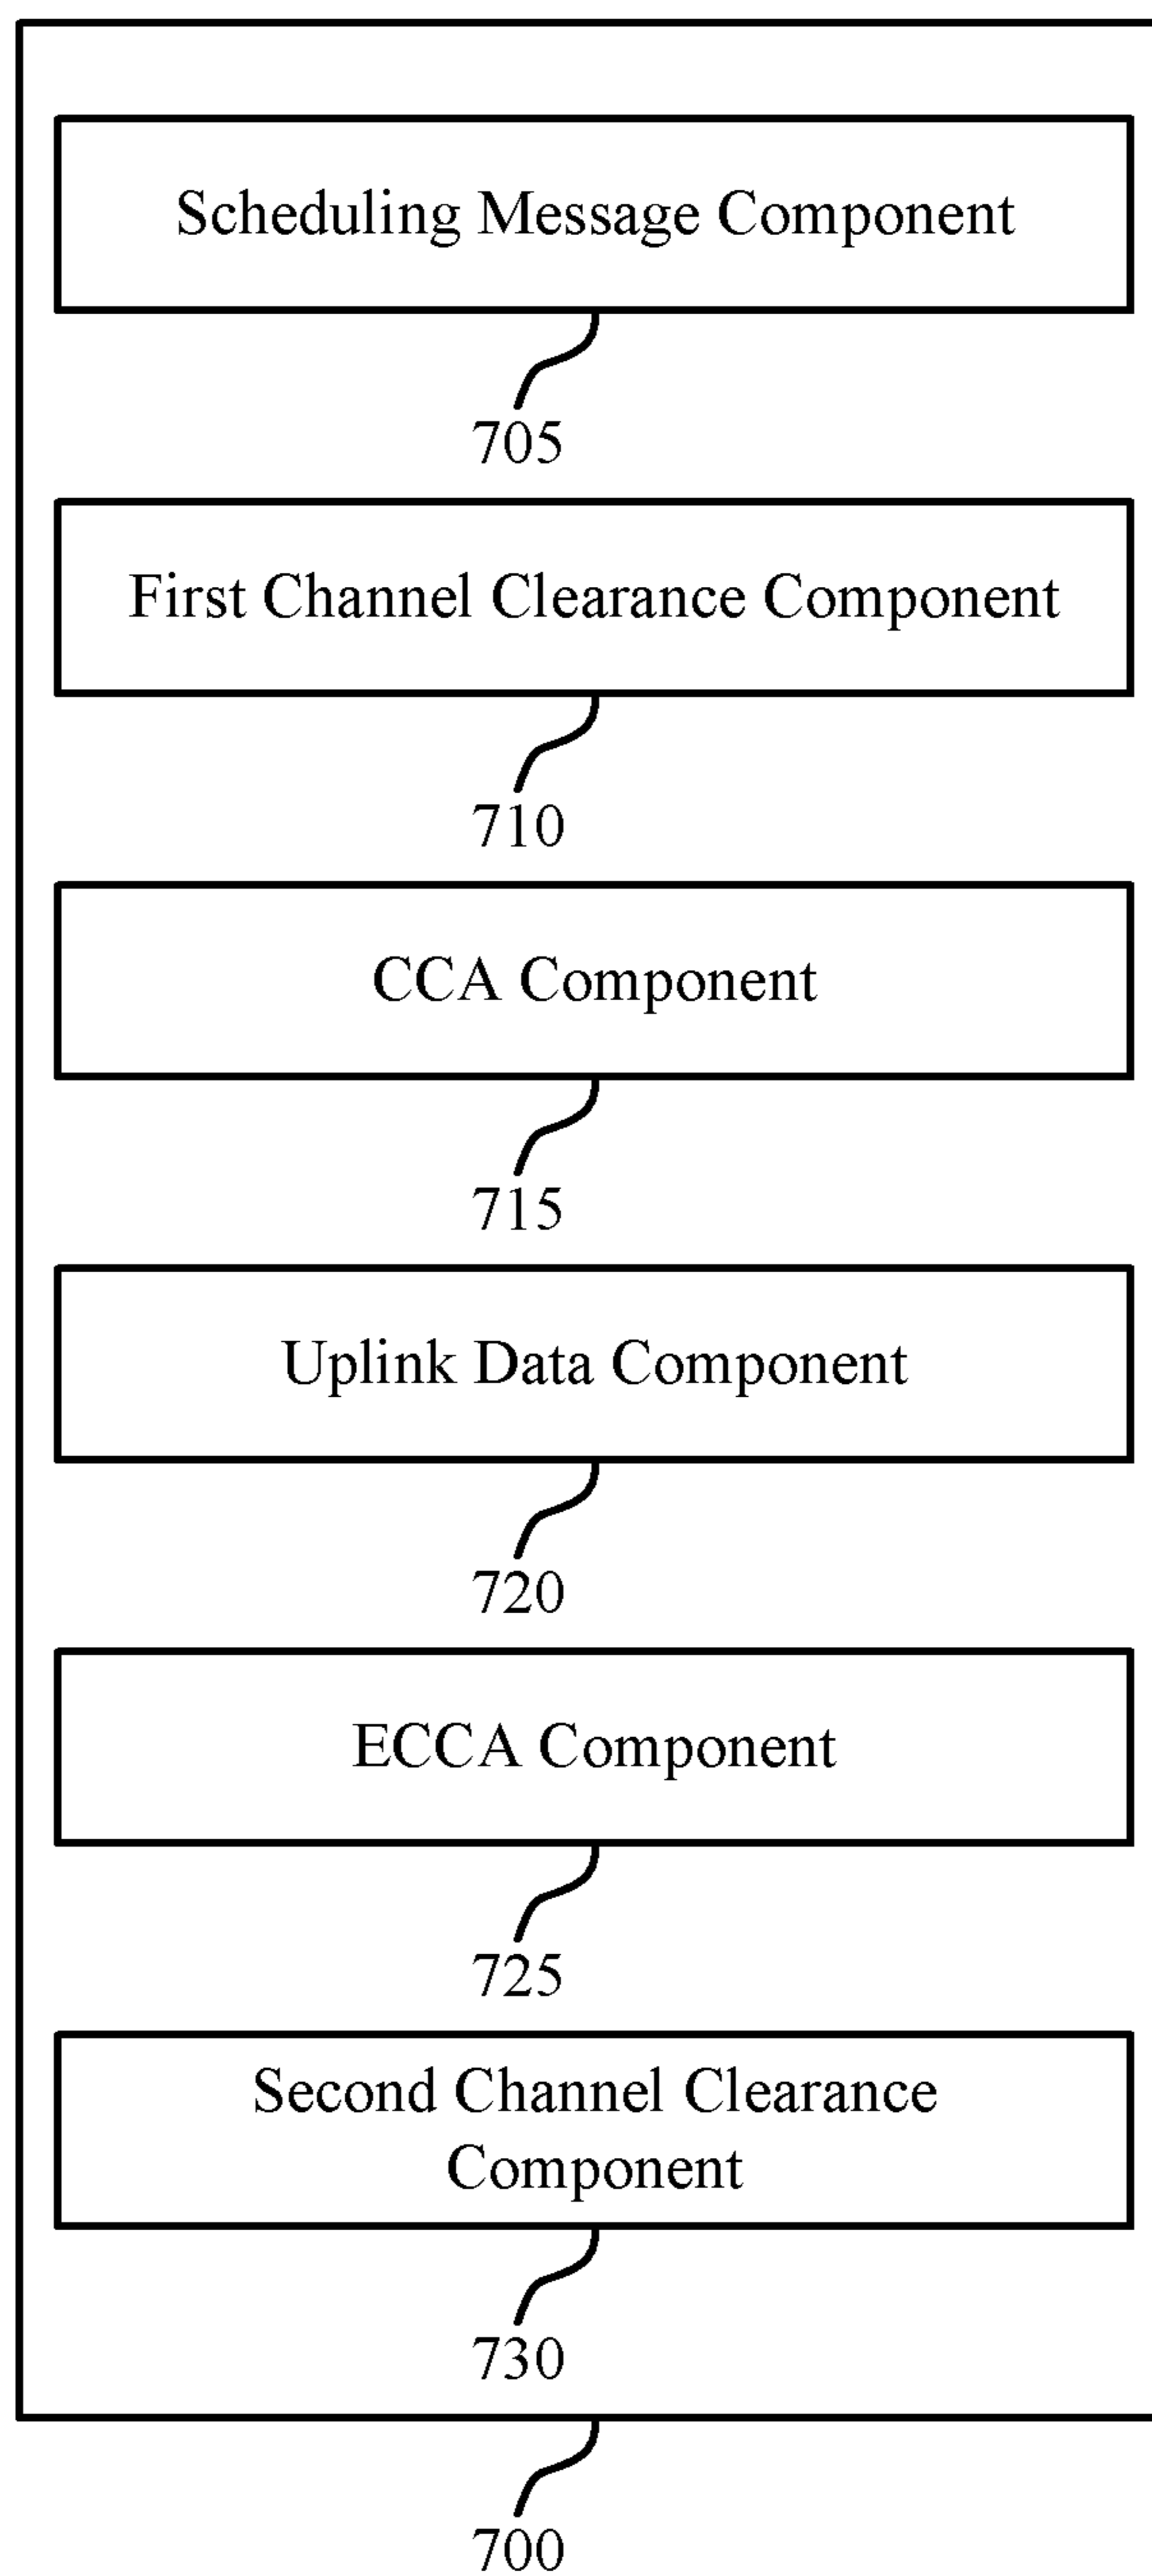 Scheduling Message Component
705
First Channel Clearance Component
710
CCA Component
715
Uplink Data Component
720
ECCA Component
725
Second Channel Clearance
Component
730
700